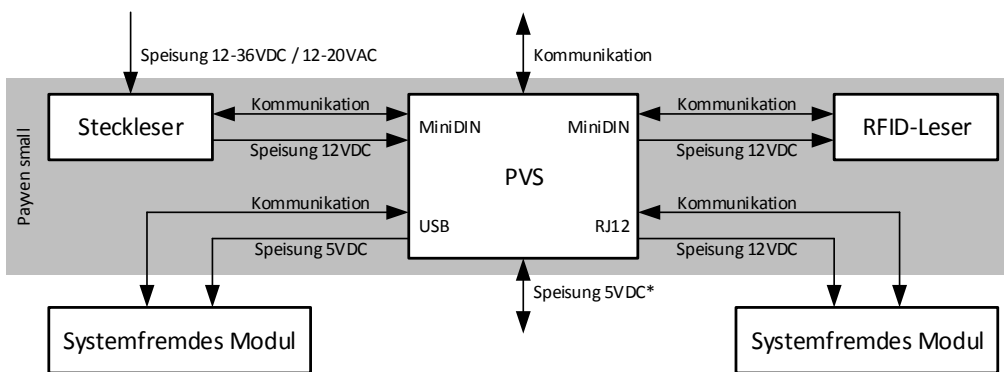 Speisung 12-36VDC / 12-20VAC
Kommunikation
Payven small
Steckleser
Kommunikation
Speisung 12VDC
MiniDIN
MiniDIN
Kommunikation
Speisung 12VDC
RFID-Leser
PVS
Kommunikation
Speisung 5VDC
USB
RJ12
Kommunikation
Speisung 12VDC
Speisung 5VDC*
Systemfremdes Modul
Systemfremdes Modul